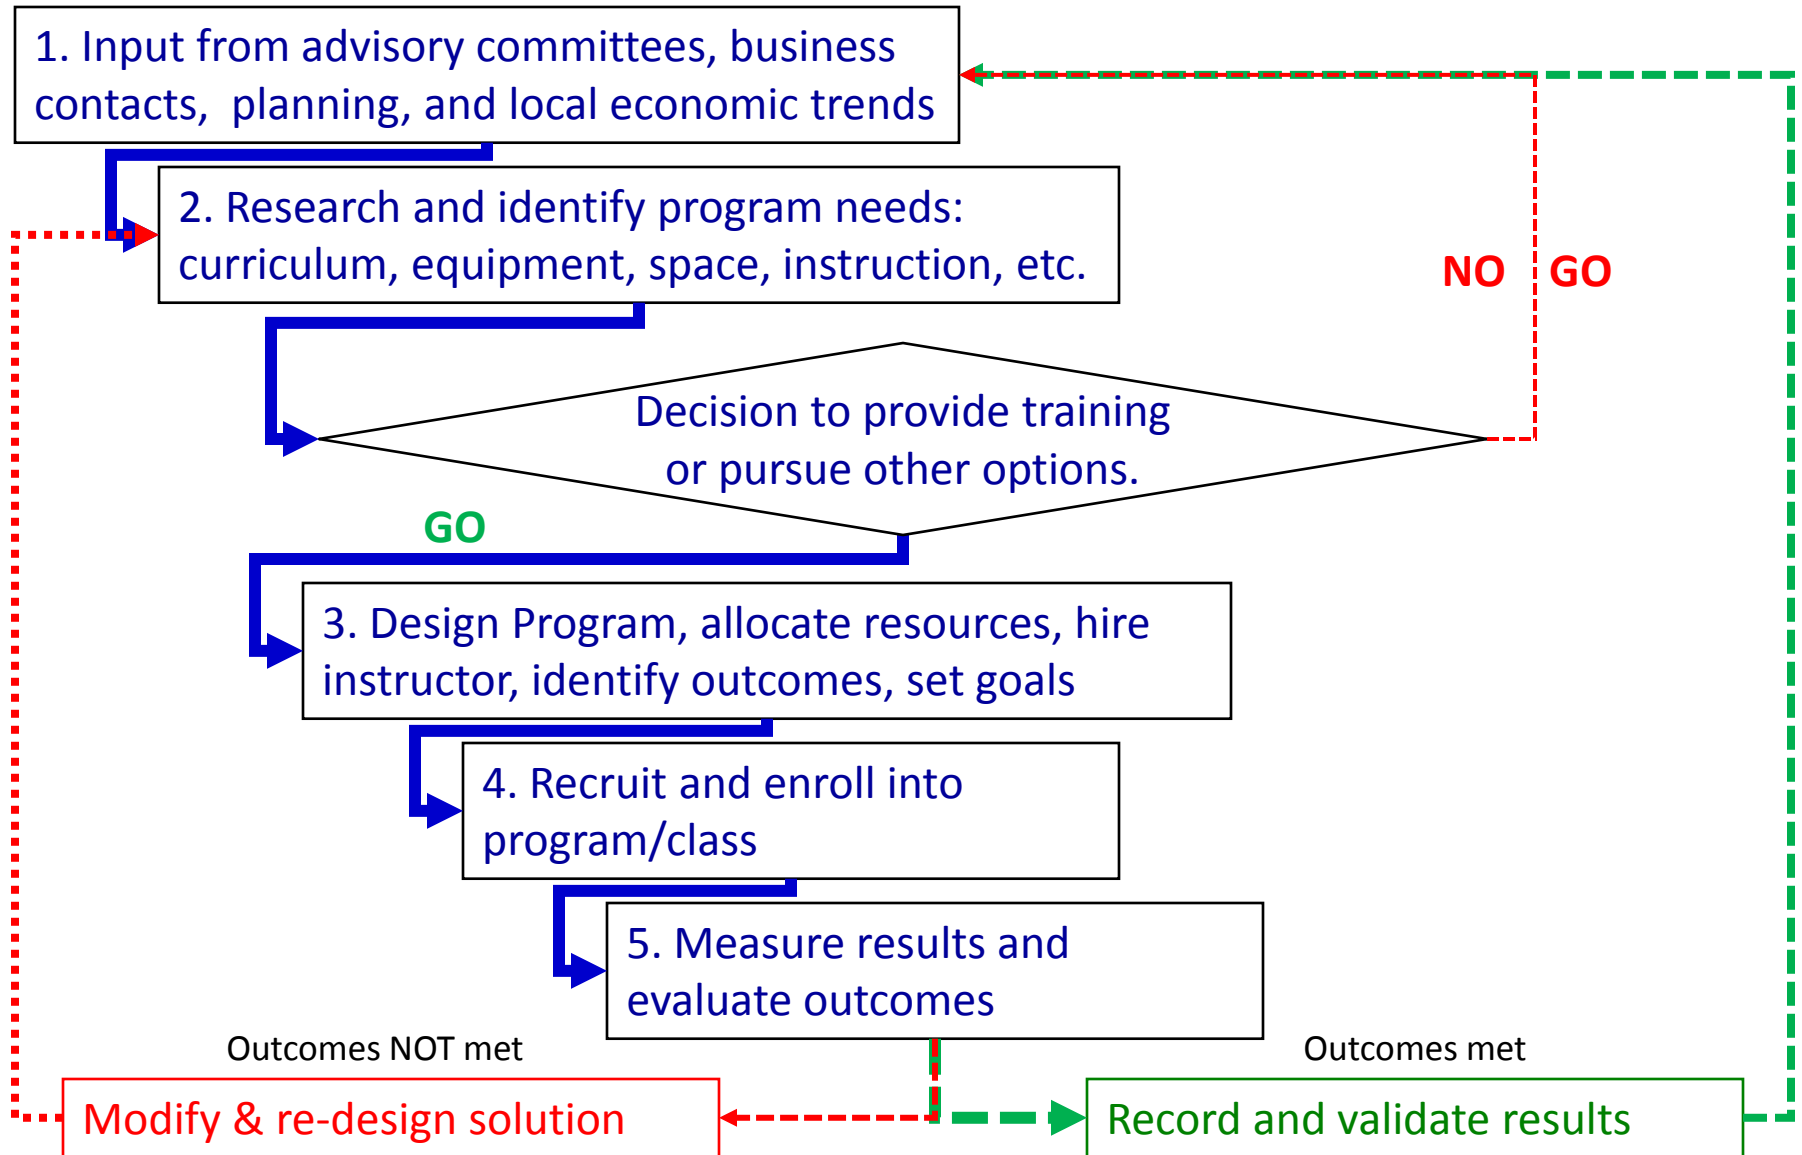 1. Input from advisory committees, business
contacts,  planning, and local economic trends
2. Research and identify program needs:
curriculum, equipment, space, instruction, etc.
NO GO
Decision to provide training
or pursue other options.
GO
3. Design Program, allocate resources, hire
instructor, identify outcomes, set goals
4. Recruit and enroll into
program/class
5. Measure results and
evaluate outcomes
Outcomes NOT met
Outcomes met
Modify & re-design solution
Record and validate results